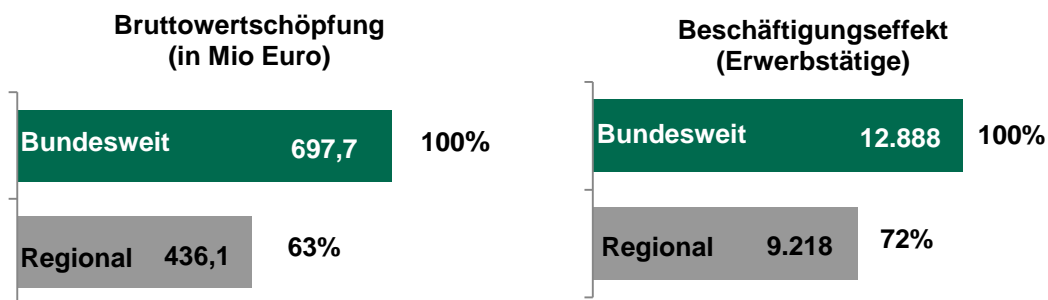 Bruttowertschöpfung
(in Mio Euro)
Bundesweit 697,7 100%
Regional 436,1 63%
Beschäftigungseffekt
(Erwerbstätige)
Bundesweit 12.888 100%
Regional 9.218 72%